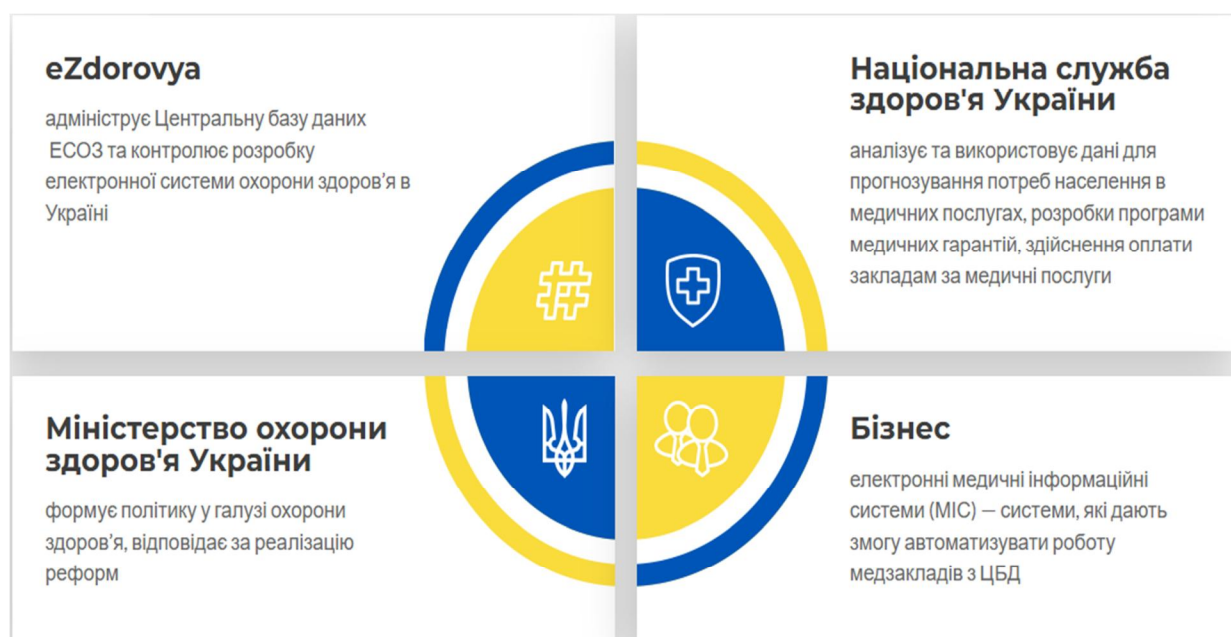 eZdorovya
адмініструє Центральну базу даних
ЕСОЗ та контролює розробку
електронної системи охорони здоров’я в
Україні
Національна служба
здоров'я України
аналізує та використовує дані для
прогнозування потреб населення в
медичних послугах, розробки програми
медичних гарантій, здійснення оплати
закладам за медичні послуги
Міністерство охорони
здоров'я України
формує політику у галузі охорони
здоров’я, відповідає за реалізацію
реформ
Бізнес
електронні медичні інформаційні
системи (МІС) — системи, які дають
змогу автоматизувати роботу
медзакладів з ЦБД